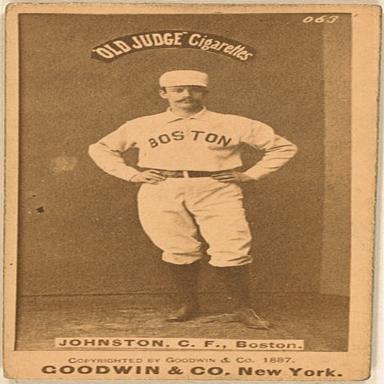 063
"OLD JUDGE" Cigarettes
BOSTON
JOHNSTON. C. F., Boston.
COPYRIGHTED BY GOODWIN & CO. 1887.
GOODWIN & CO. New York.